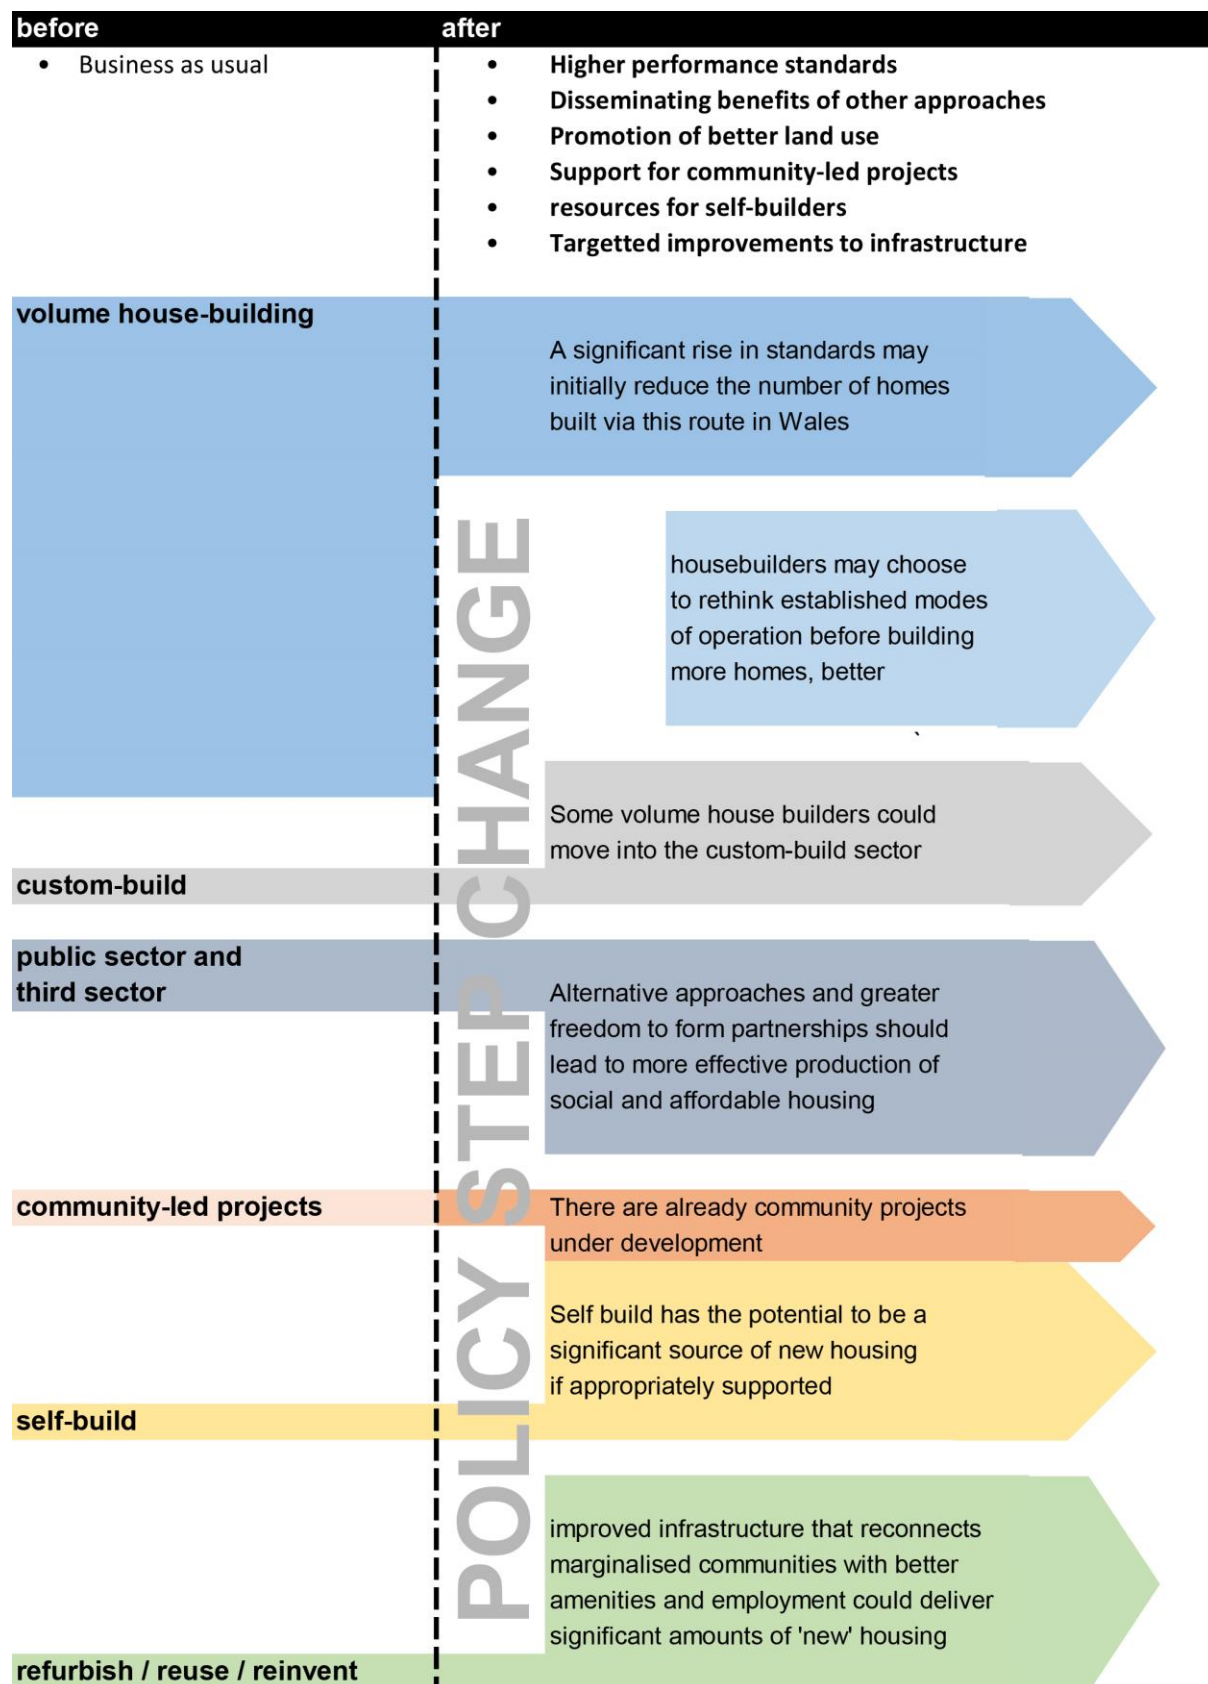 before
after
• Business as usual
• Higher performance standards
• Disseminating benefits of other approaches
• Promotion of better land use
• Support for community-led projects
• resources for self-builders
• Targetted improvements to infrastructure
volume house-building
A significant rise in standards may
initially reduce the number of homes
built via this route in Wales
housebuilders may choose
to rethink established modes
of operation before building
more homes, better
`
Some volume house builders could
move into the custom-build sector
custom-build
public sector and
third sector
Alternative approaches and greater
freedom to form partnerships should
lead to more effective production of
social and affordable housing
community-led projects
There are already community projects
under development
Self build has the potential to be a
significant source of new housing
if appropriately supported
self-build
improved infrastructure that reconnects
marginalised communities with better
amenities and employment could deliver
significant amounts of 'new' housing
refurbish / reuse / reinvent
POLICY STEP CHANGE